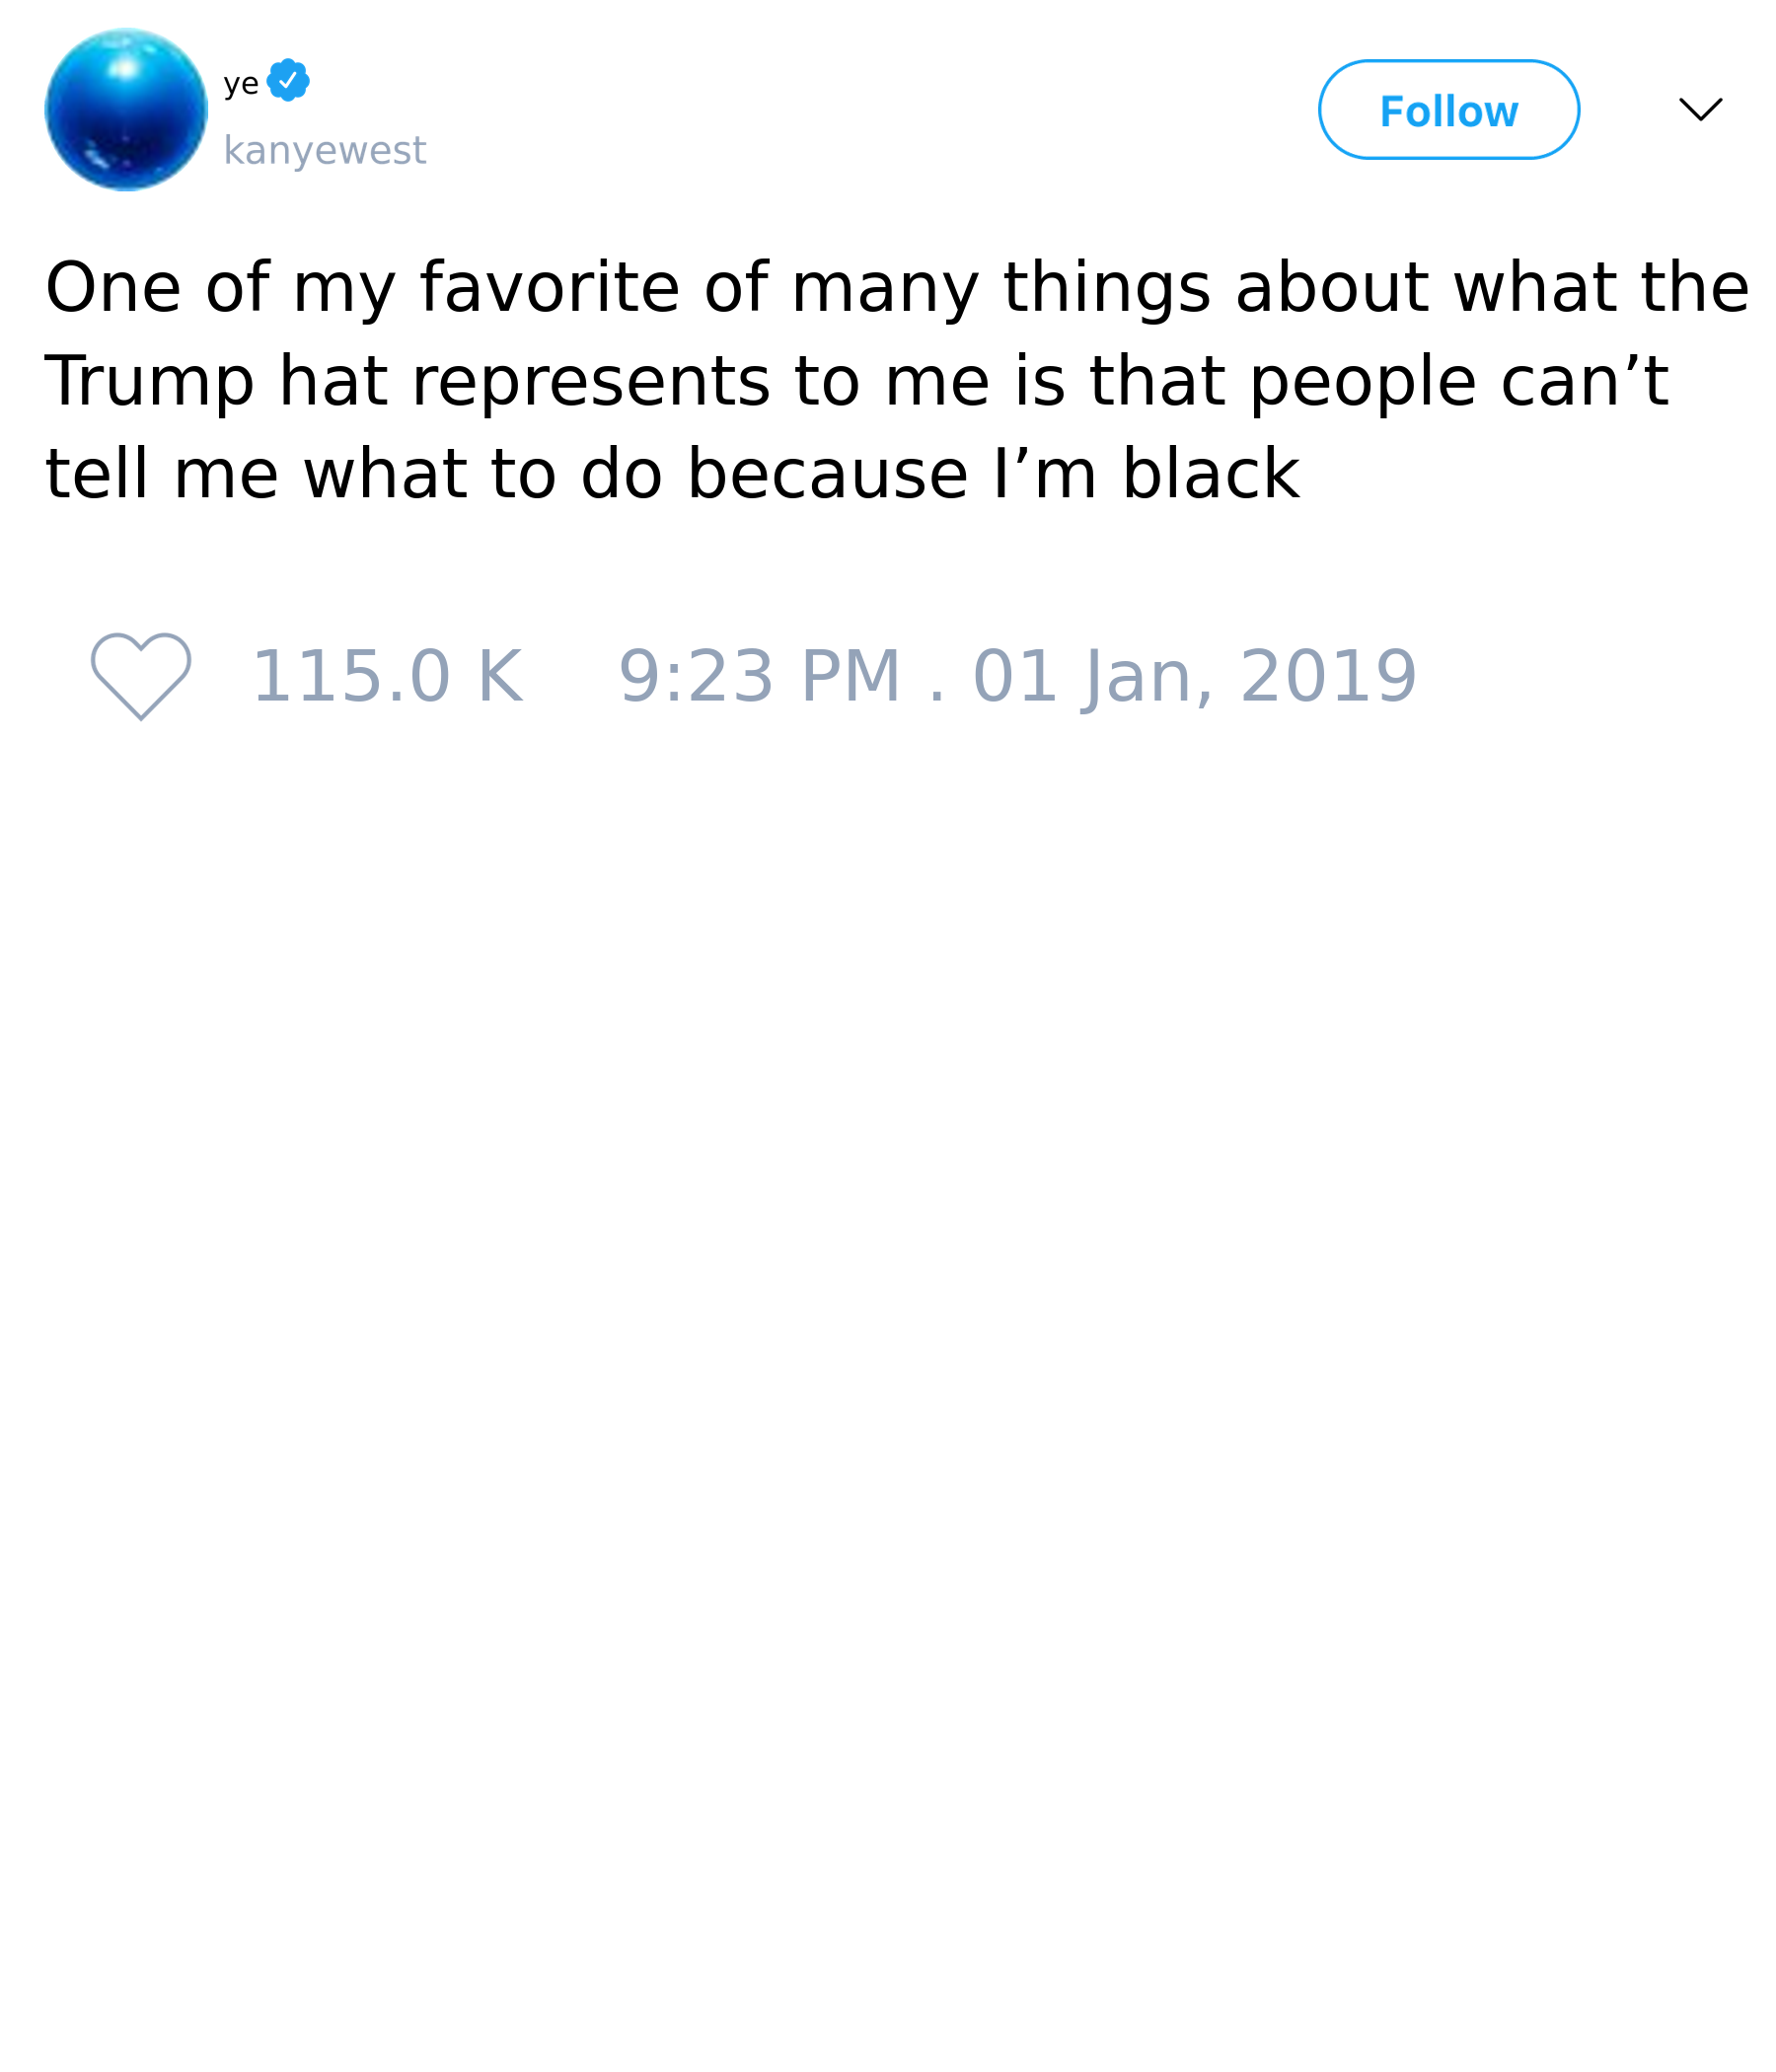 ye
kanyewest
Follow
One of my favorite of many things about what the
Trump hat represents to me is that people can’t
tell me what to do because I’m black
115.0 K 9:23 PM . 01 Jan, 2019